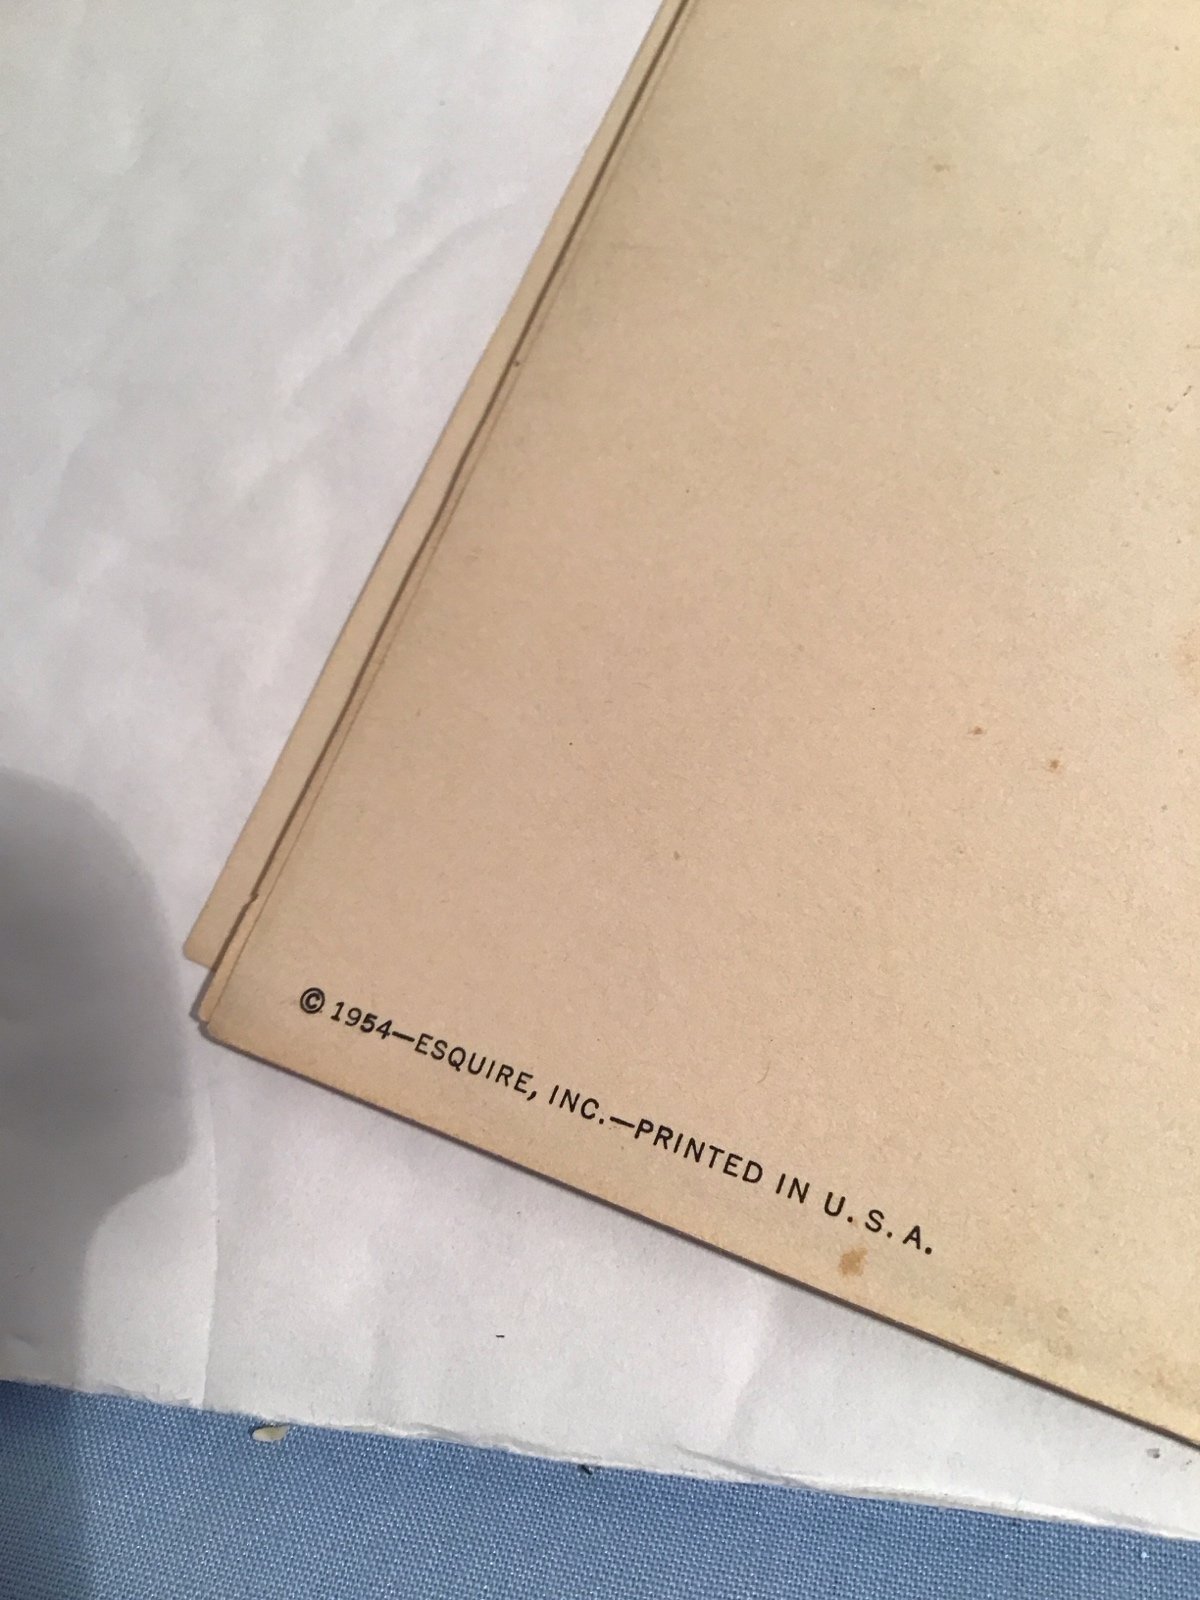 © 1954—ESQUIRE, INC.—PRINTED IN U. S. A.